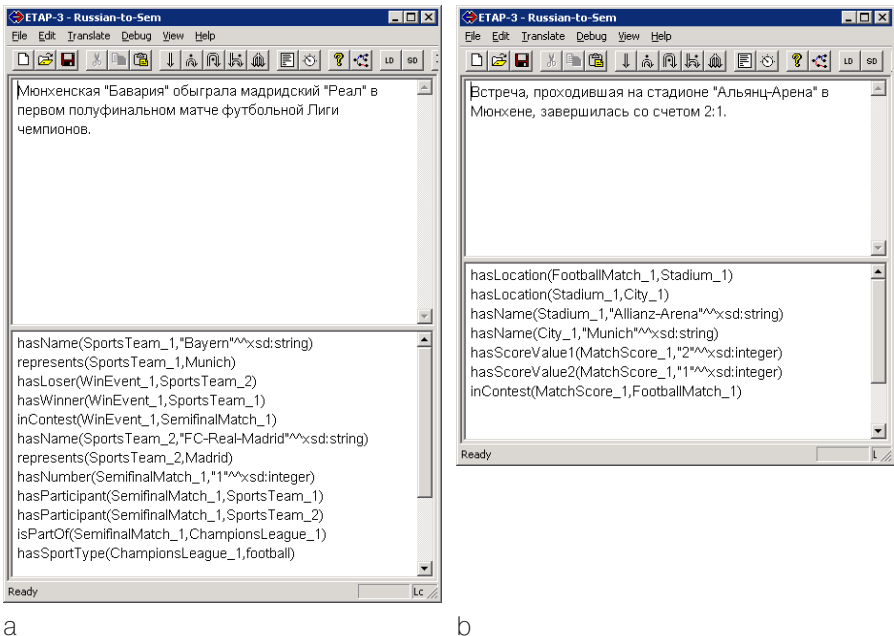 ETAP-3 - Russian-to-Sem
File Edit Translate Debug View Help
LD SD
Мюнхенская "Бавария" обыграла мадридский "Реал" в
первом полуфинальном матче футбольной Лиги
чемпионов.
hasName(SportsTeam_1,"Bayern"^^xsd:string)
represents(SportsTeam_1,Munich)
hasLoser(WinEvent_1,SportsTeam_2)
hasWinner(WinEvent_1,SportsTeam_1)
inContest(WinEvent_1,SemifinalMatch_1)
hasName(SportsTeam_2,"FC-Real-Madrid"^^xsd:string)
represents(SportsTeam_2,Madrid)
hasNumber(SemifinalMatch_1,"1"^^xsd:integer)
hasParticipant(SemifinalMatch_1,SportsTeam_1)
hasParticipant(SemifinalMatch_1,SportsTeam_2)
isPartOf(SemifinalMatch_1,ChampionsLeague_1)
hasSportType(ChampionsLeague_1,football)
Ready Lc
a
ETAP-3 - Russian-to-Sem
File Edit Translate Debug View Help
LD SD
Встреча, проходившая на стадионе "Альянц-Арена" в
Мюнхене, завершилась со счетом 2:1.
hasLocation(FootballMatch_1,Stadium_1)
hasLocation(Stadium_1,City_1)
hasName(Stadium_1,"Allianz-Arena"^^xsd:string)
hasName(City_1,"Munich"^^xsd:string)
hasScoreValue1(MatchScore_1,"2"^^xsd:integer)
hasScoreValue2(MatchScore_1,"1"^^xsd:integer)
inContest(MatchScore_1,FootballMatch_1)
Ready L
b